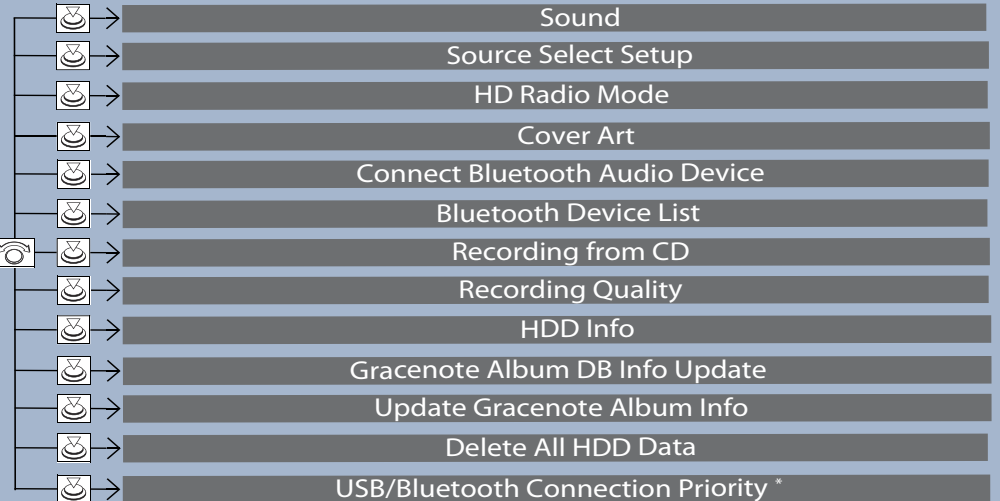 Sound
Source Select Setup
HD Radio Mode
Cover Art
Connect Bluetooth Audio Device
Bluetooth Device List
Recording from CD
Recording Quality
HDD Info
Gracenote Album DB Info Update
Update Gracenote Album Info
Delete All HDD Data
USB/Bluetooth Connection Priority *